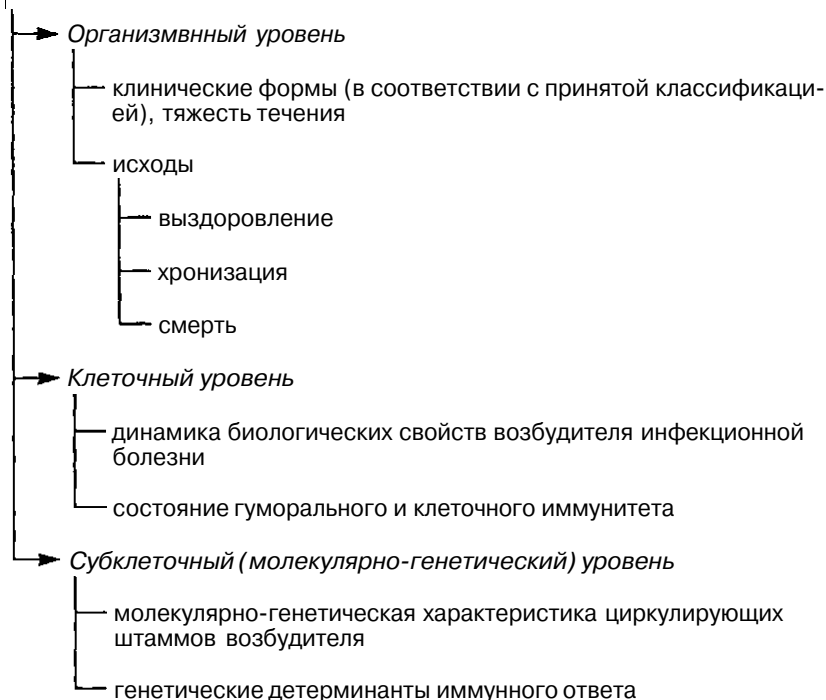 Организмвнный уровень
клинические формы (в соответствии с принятой классификаци-
ей), тяжесть течения
исходы
выздоровление
хронизация
смерть
Клеточный уровень
динамика биологических свойств возбудителя инфекционной
болезни
состояние гуморального и клеточного иммунитета
Субклеточный (молекулярно-генетический) уровень
молекулярно-генетическая характеристика циркулирующих
штаммов возбудителя
генетические детерминанты иммунного ответа